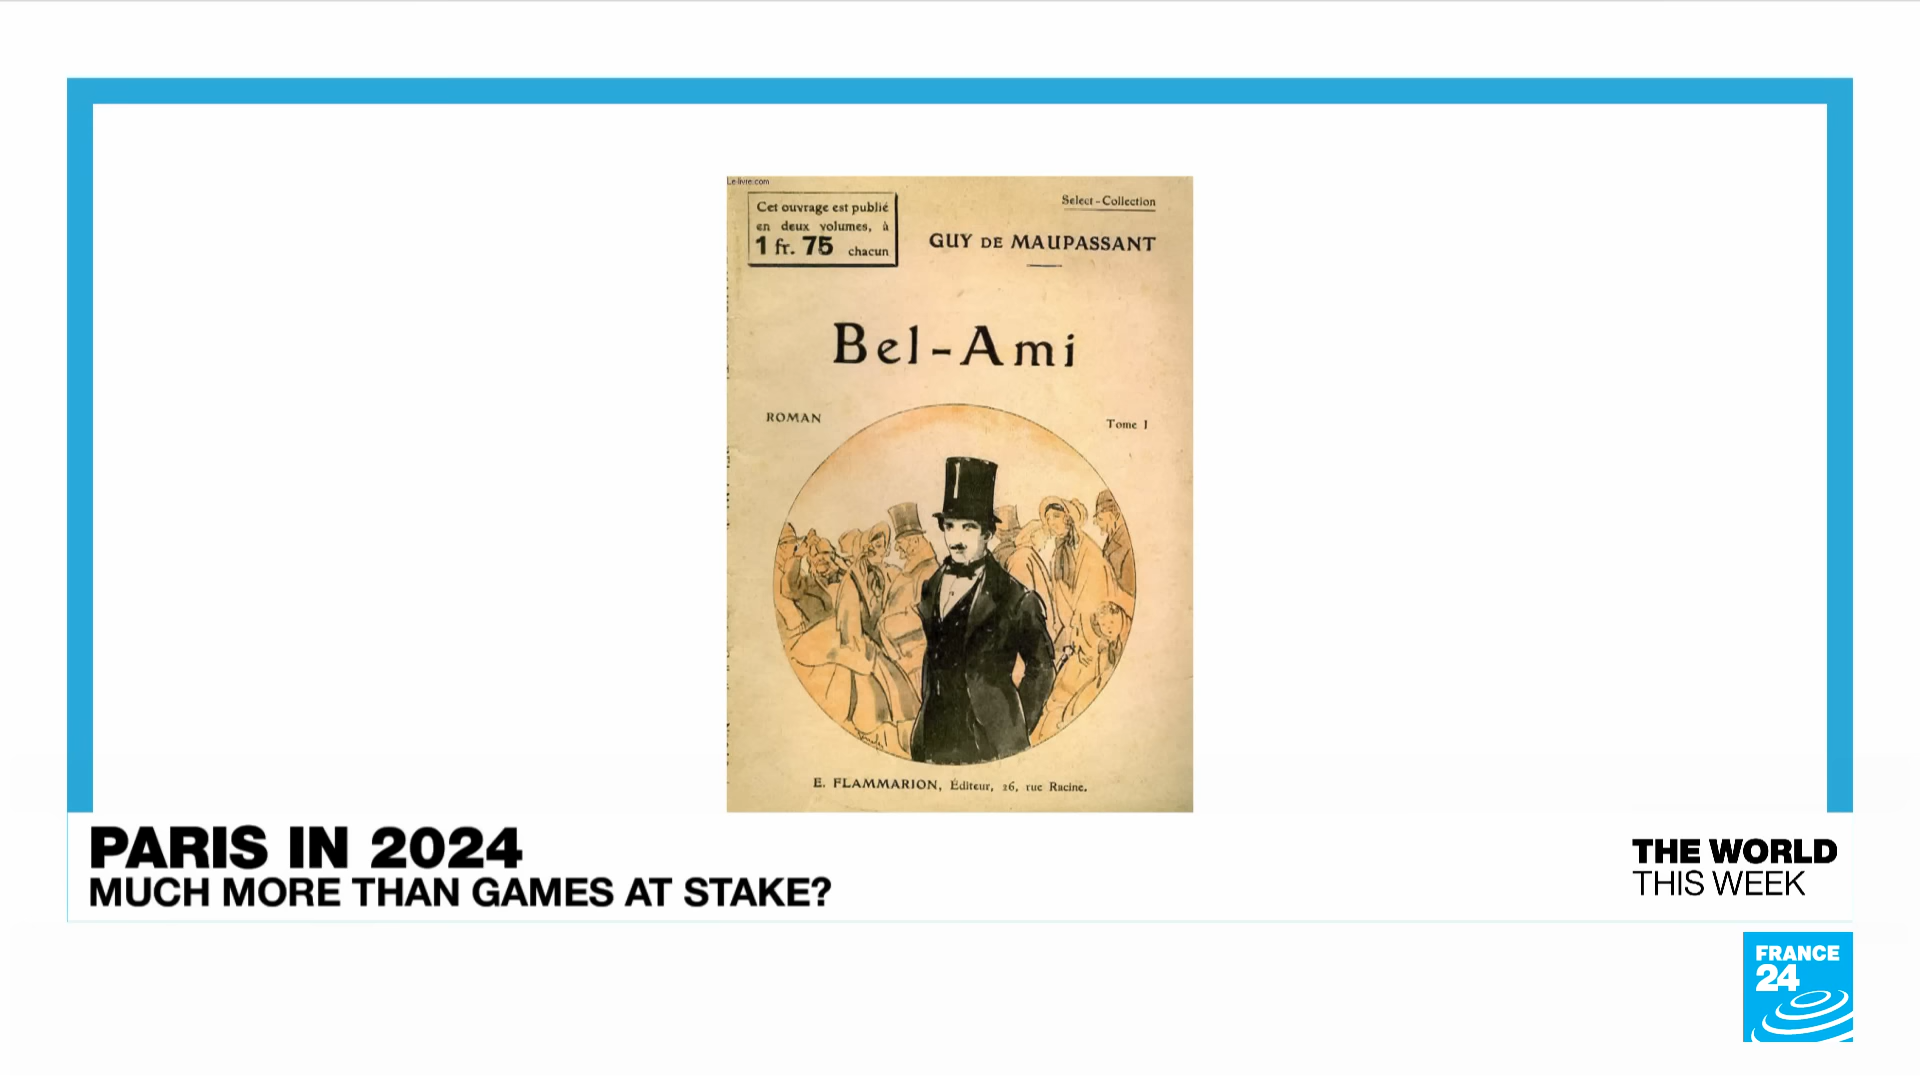 Le-livre.com
Cet ouvrage est publié
en deux volumes, à
1 fr. 75 chacun
Select-Collection
GUY DE MAUPASSANT
Bel-Ami
ROMAN
Tome 1
E. FLAMMARION, Éditeur, 26, rue Racine.
PARIS IN 2024
MUCH MORE THAN GAMES AT STAKE?
THE WORLD
THIS WEEK
FRANCE
24